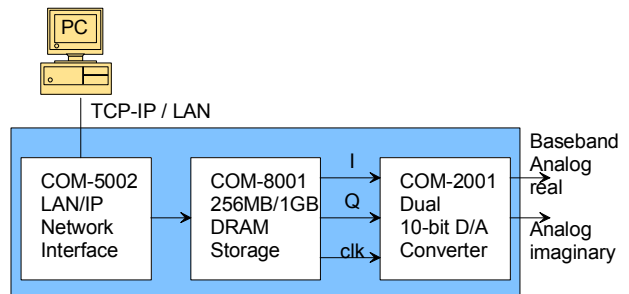 PC
TCP-IP / LAN
COM-5002
LAN/IP
Network
Interface
COM-8001
256MB/1GB
DRAM
Storage
I
Q
clk
COM-2001
Dual
10-bit D/A
Converter
Baseband
Analog
real
Analog
imaginary